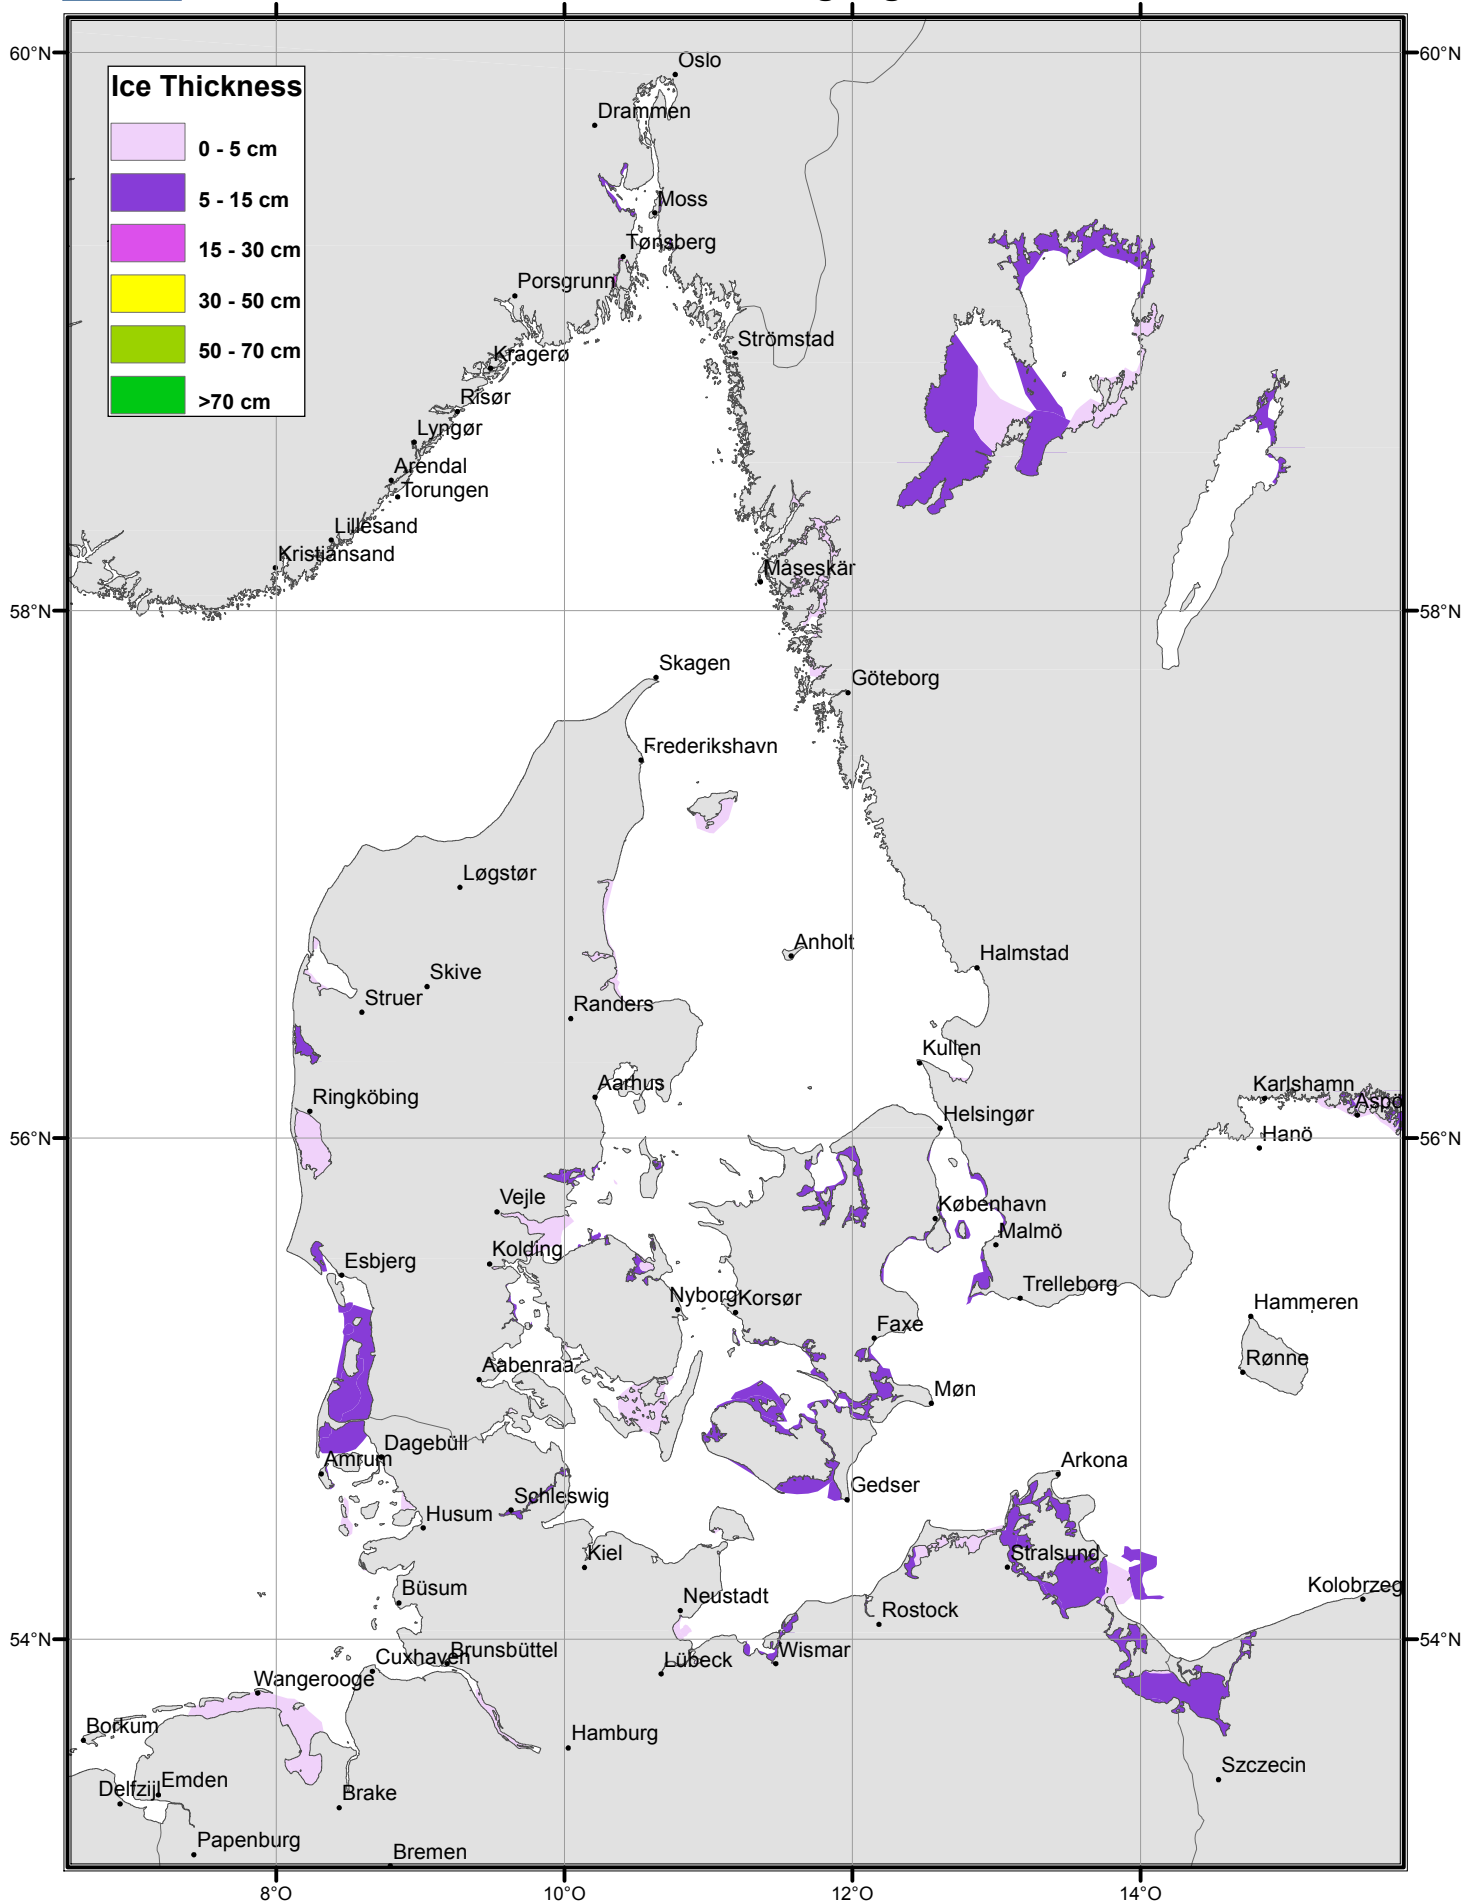 60°N
60°N
Oslo
Ice Thickness
Drammen
0 - 5 cm
5 - 15 cm
Moss
15 - 30 cm
Tønsberg
Porsgrunn
30 - 50 cm
Strömstad
50 - 70 cm
Kragerø
>70 cm
Risør
Lyngør
Arendal
Torungen
Lillesand
Kristiansand
Måseskär
58°N
58°N
Skagen
Göteborg
Frederikshavn
Løgstør
Anholt
Halmstad
Skive
Struer
Randers
Kullen
Aarhus
Karlshamn
Ringköbing
Aspö
Helsingør
Hanö
56°N
56°N
Vejle
København
Malmö
Kolding
Esbjerg
Trelleborg
Nyborg
Korsør
Hammeren
Faxe
Rønne
Aabenraa
Møn
Dagebüll
Amrum
Arkona
Gedser
Schleswig
Husum
Kiel
Stralsund
Büsum
Neustadt
Kolobrzeg
Rostock
54°N
54°N
Brunsbüttel
Wismar
Cuxhaven
Lübeck
Wangerooge
Borkum
Hamburg
Szczecin
Emden
Delfzijl
Brake
Papenburg
Bremen
8°O
10°O
12°O
14°O